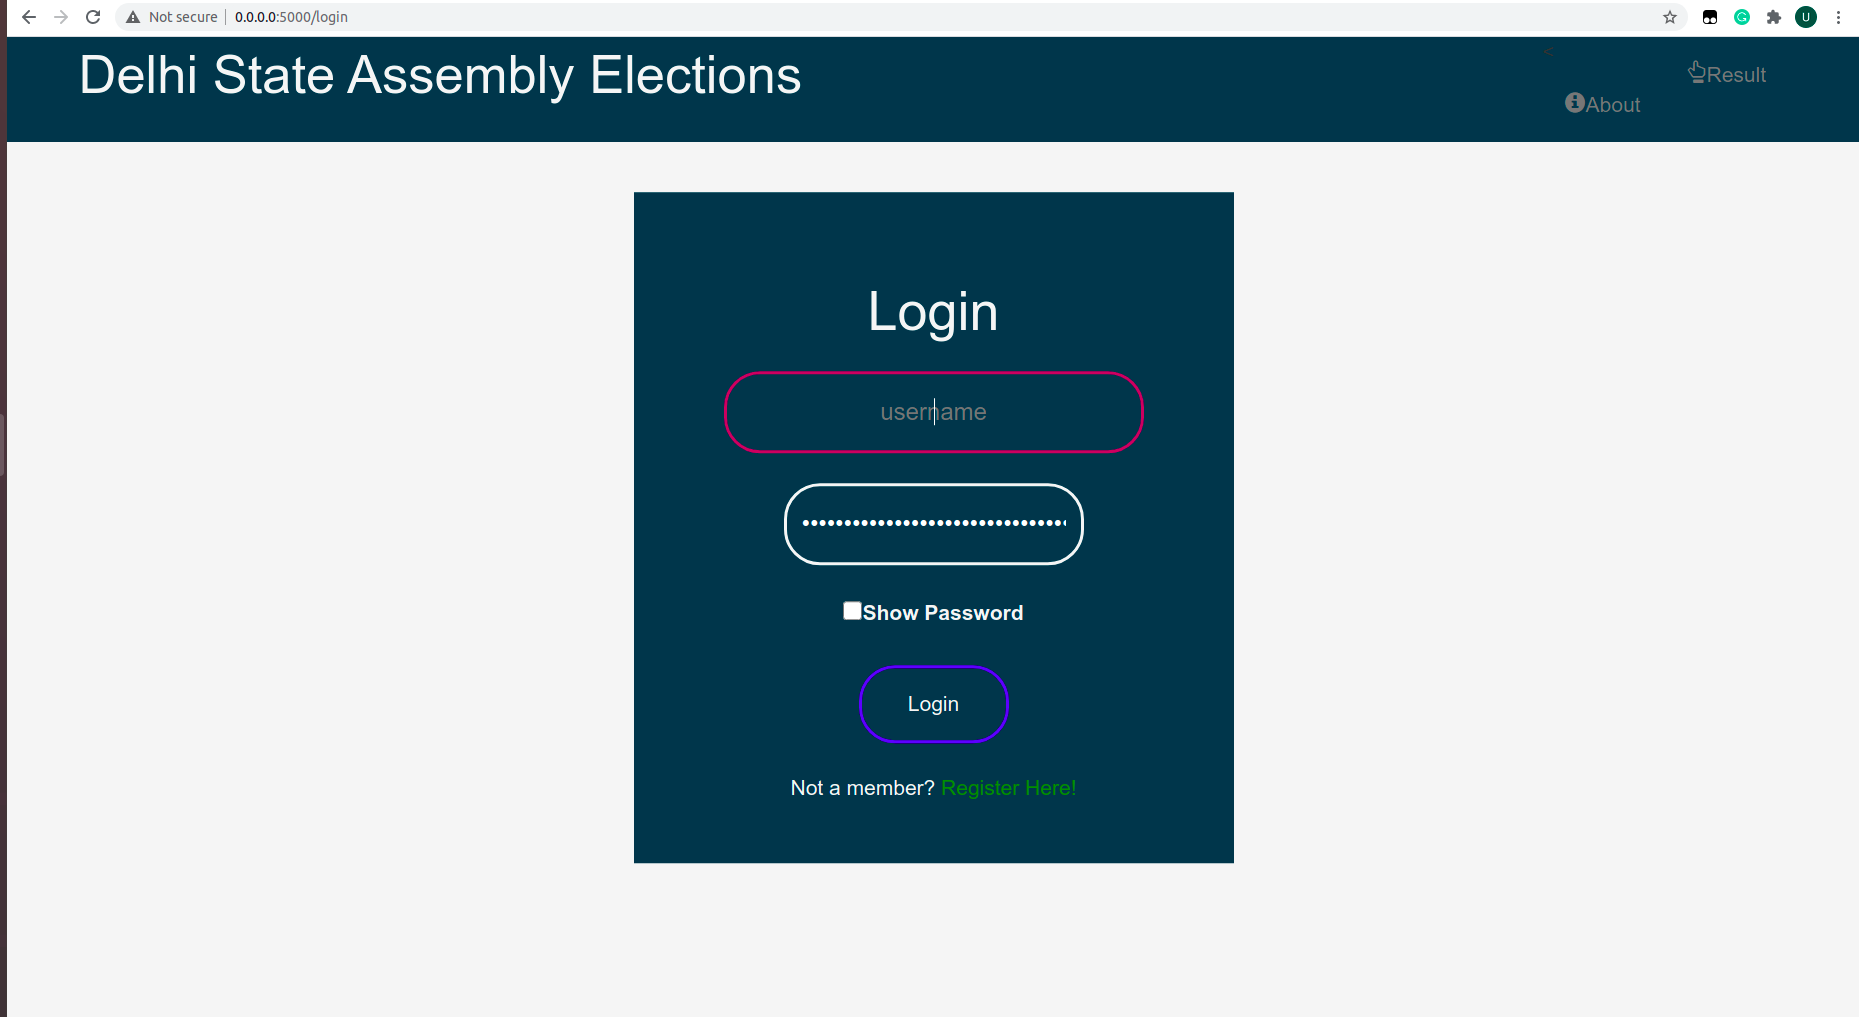 Not secure | 0.0.0.0:5000/login
U
Delhi State Assembly Elections
<
Result
About
Login
username
••••••••••••••••••••••••••••••••
Show Password
Login
Not a member? Register Here!